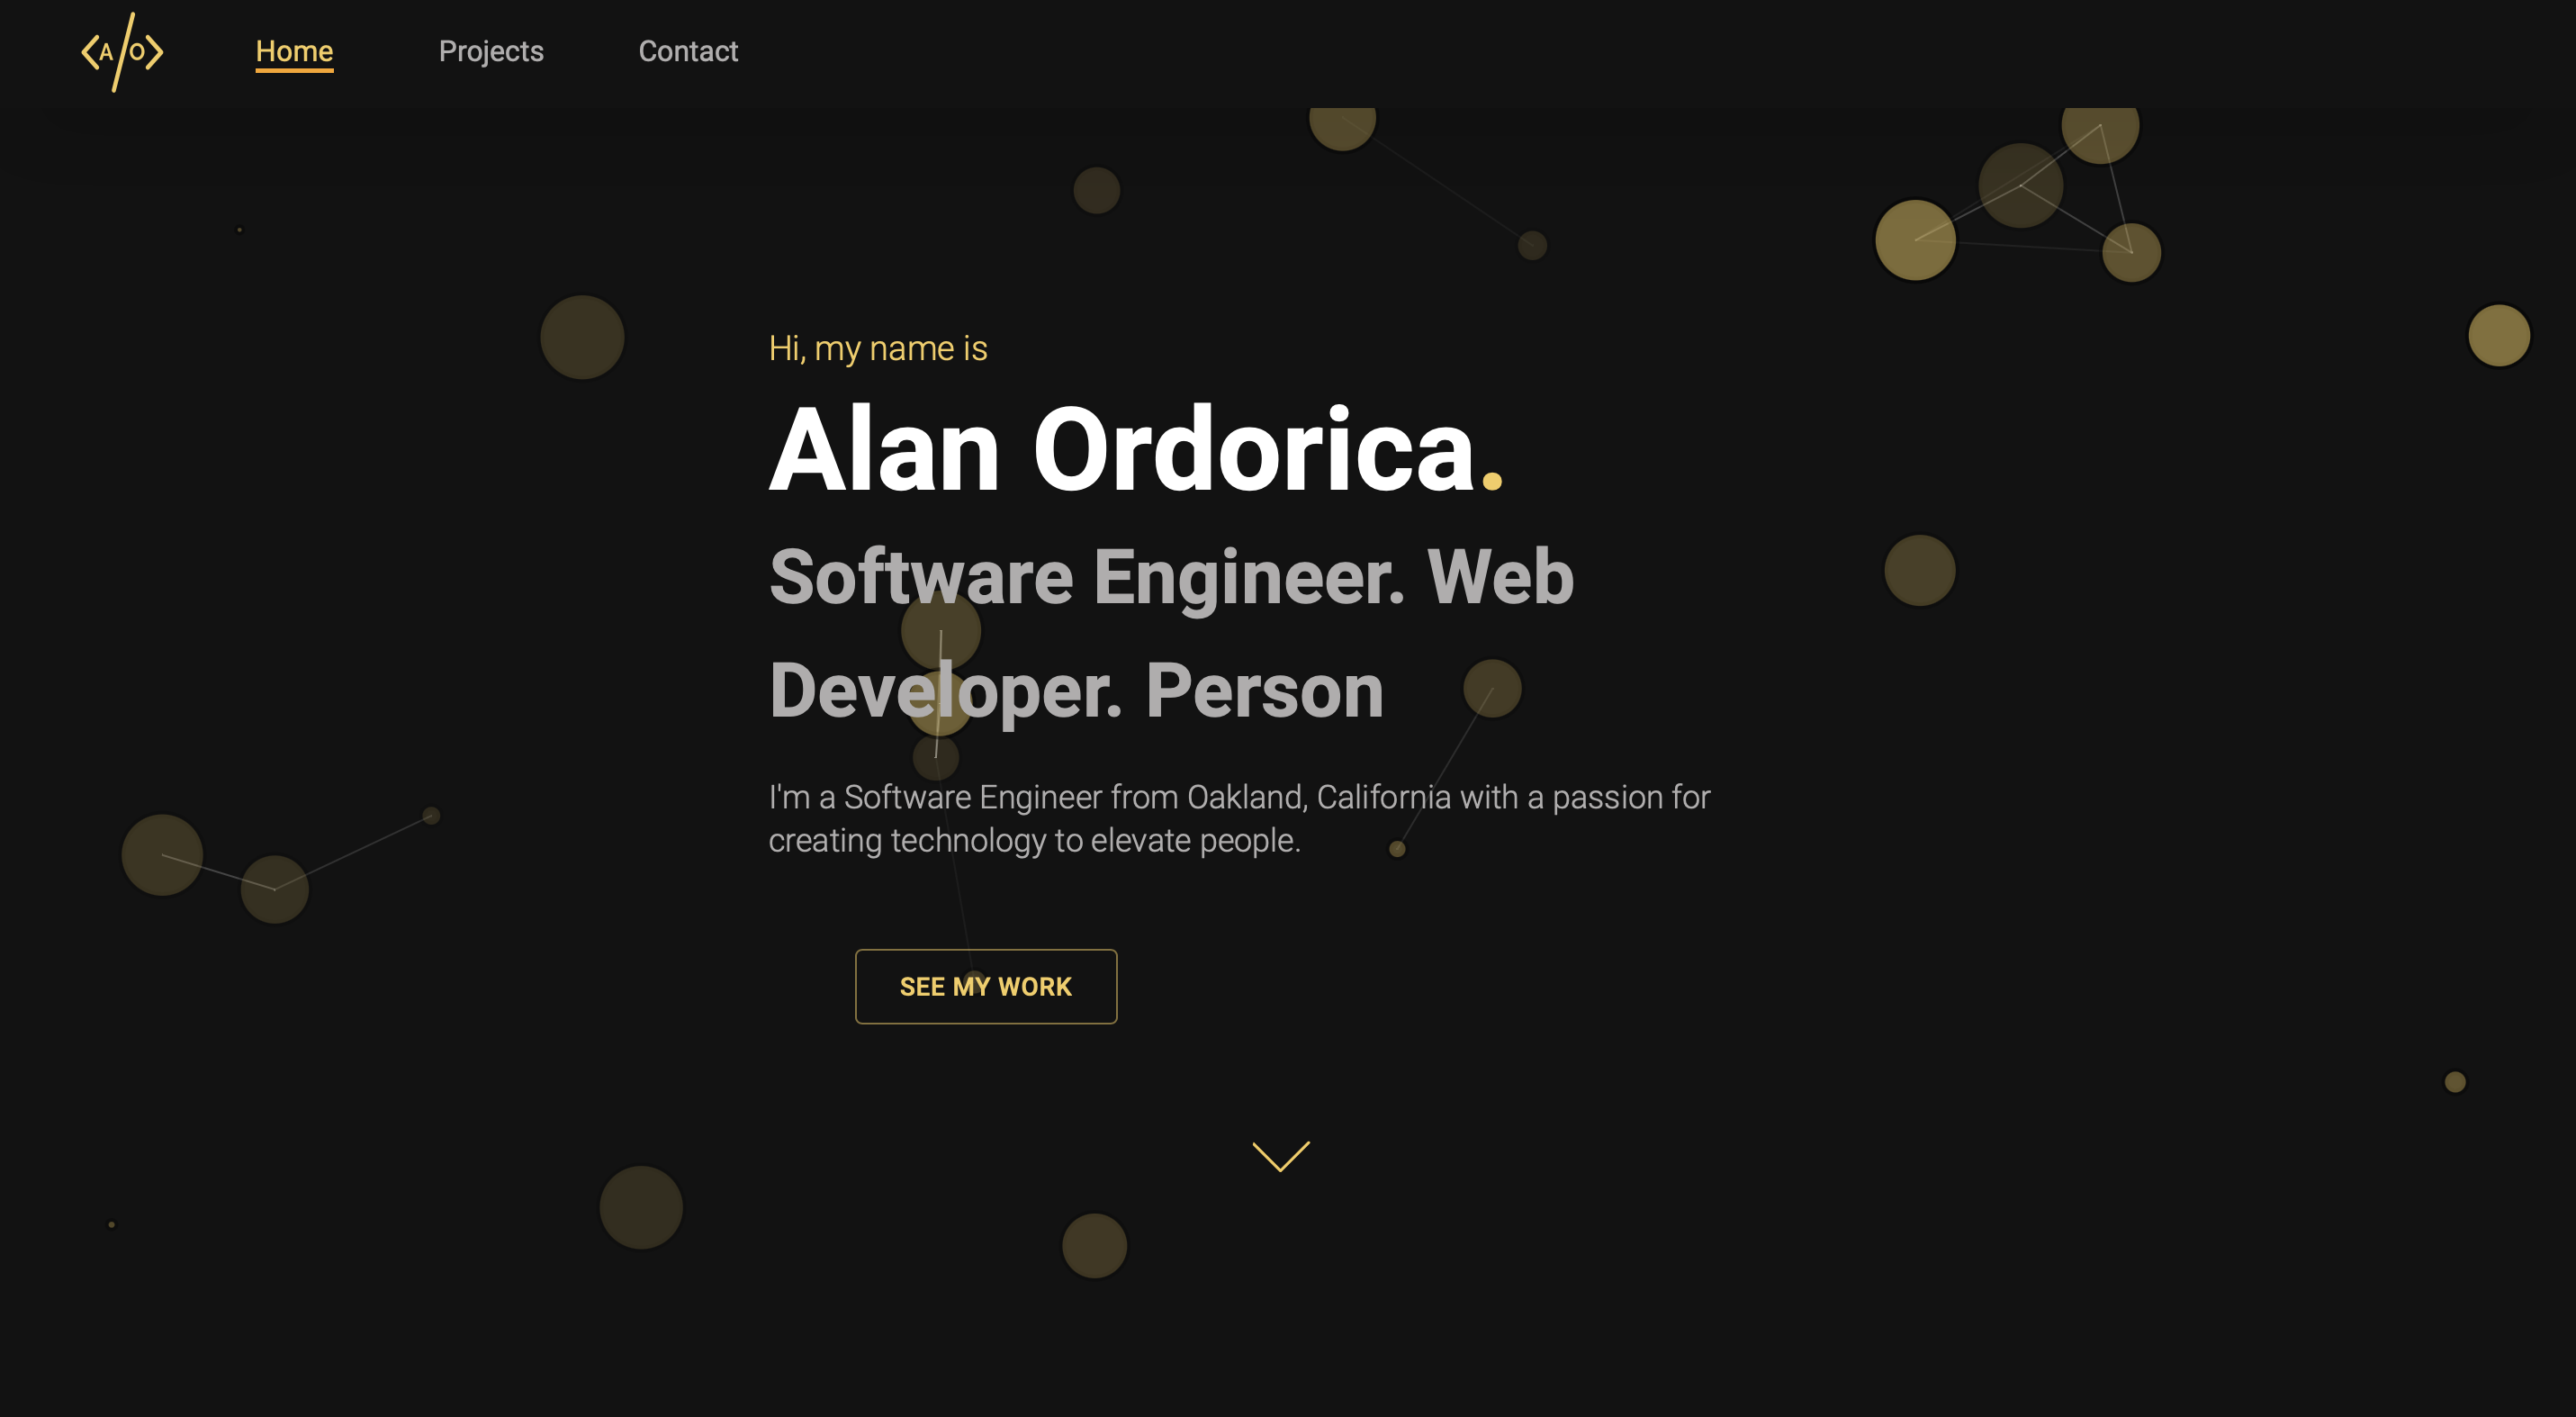 <A/O>
Home Projects Contact
Hi, my name is
Alan Ordorica.
Software Engineer. Web
Developer. Person
I'm a Software Engineer from Oakland, California with a passion for
creating technology to elevate people.
SEE MY WORK